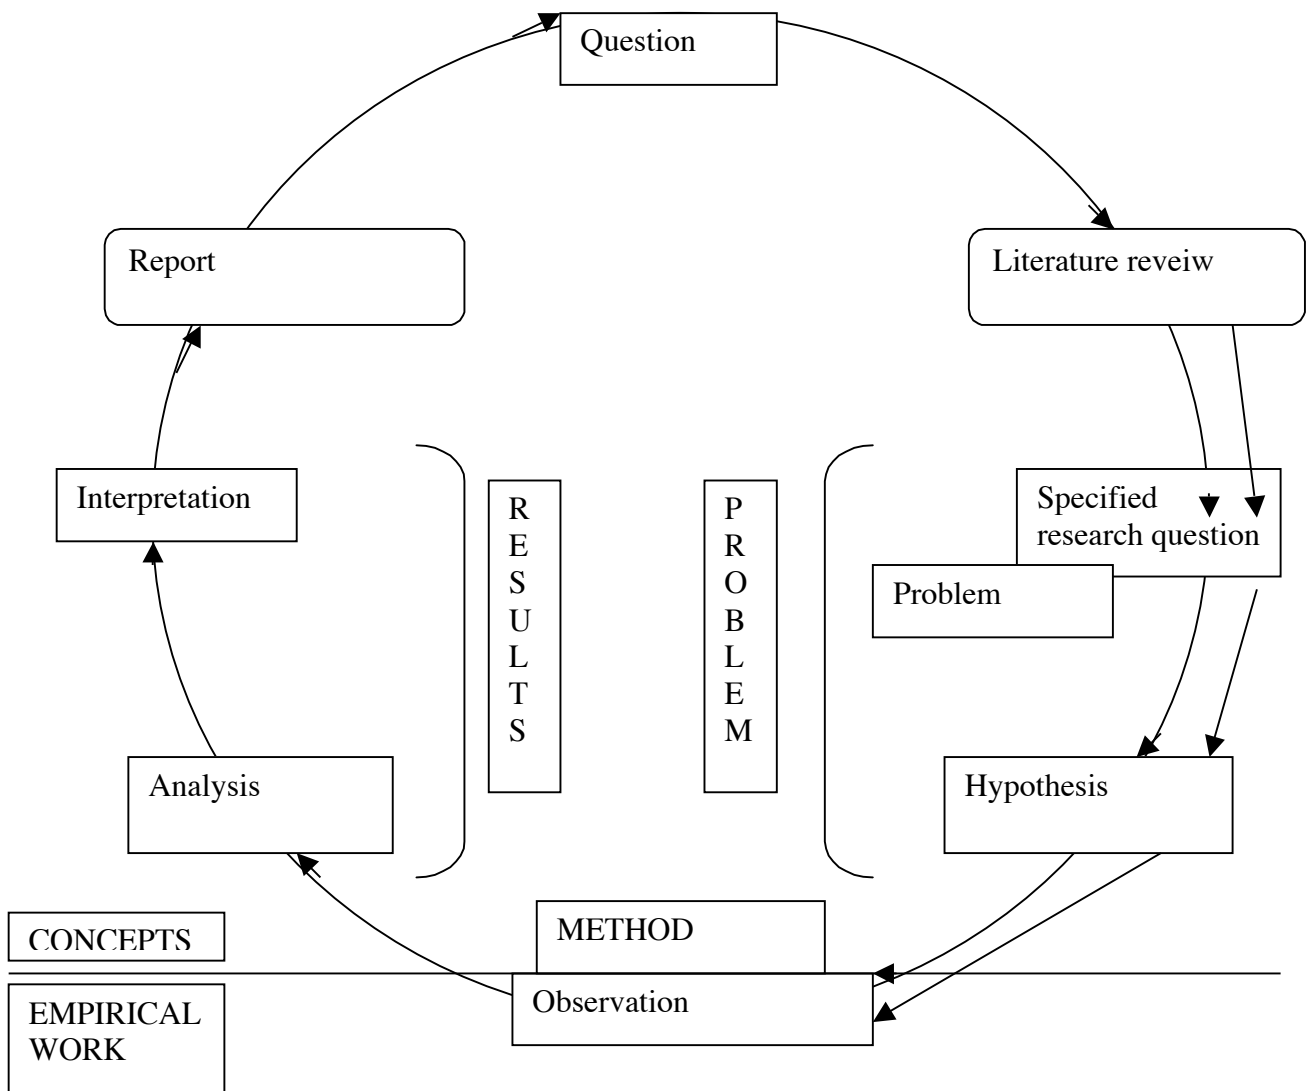 Question
Report
Literature reveiw
Interpretation
R
E
S
U
L
T
S
P
R
O
B
L
E
M
Specified
research question
Problem
Analysis
Hypothesis
METHOD
CONCEPTS
Observation
EMPIRICAL
WORK